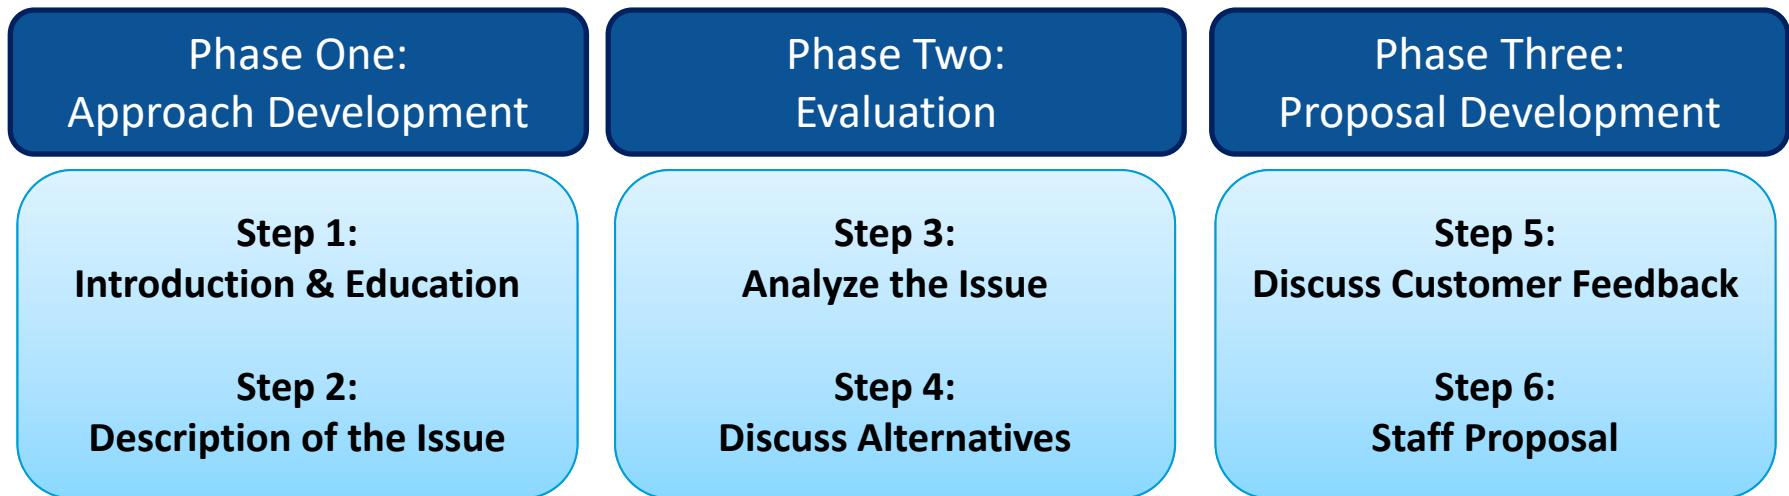 Phase One:
Approach Development
Step 1:
Introduction & Education
Step 2:
Description of the Issue
Phase Two:
Evaluation
Step 3:
Analyze the Issue
Step 4:
Discuss Alternatives
Phase Three:
Proposal Development
Step 5:
Discuss Customer Feedback
Step 6:
Staff Proposal